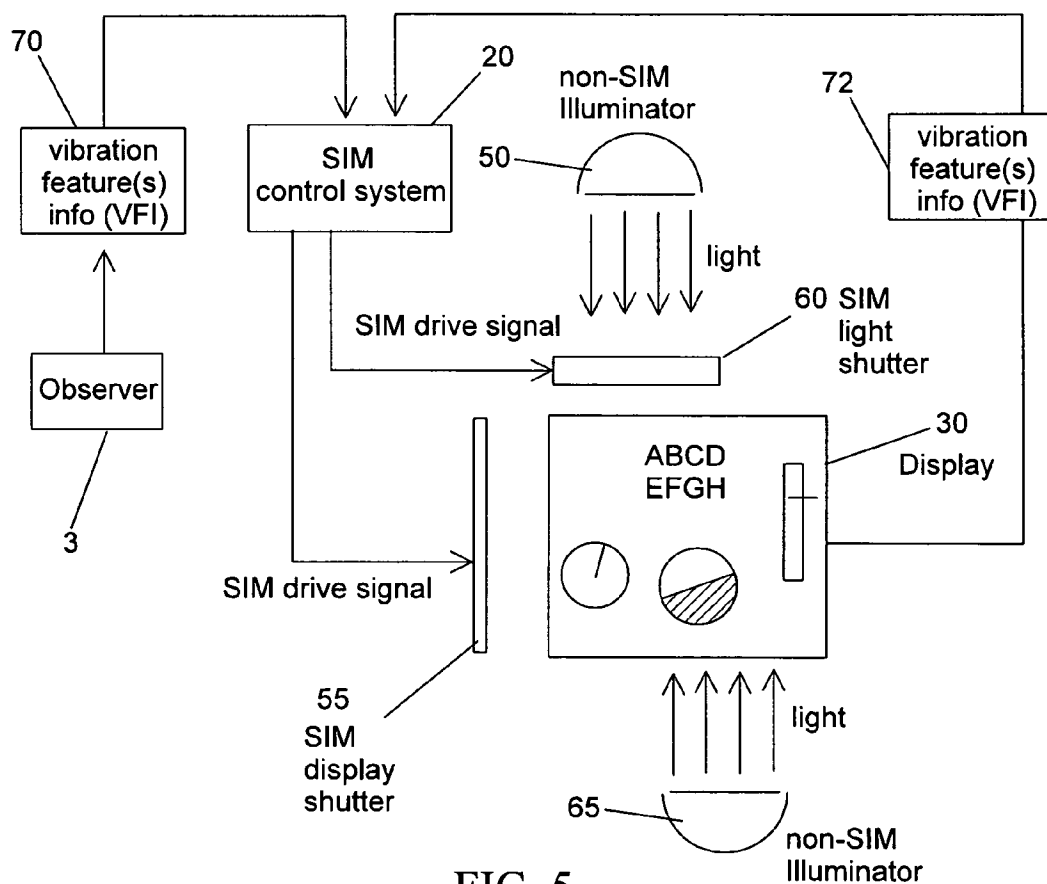 70
vibration
feature(s)
info (VFI)
20
SIM
control system
non-SIM
Illuminator
50
72
vibration
feature(s)
info (VFI)
light
SIM drive signal
60 SIM
light
shutter
Observer
3
ABCD
EFGH
30
Display
SIM drive signal
55
SIM
display
shutter
light
65
non-SIM
Illuminator
FIG. 5